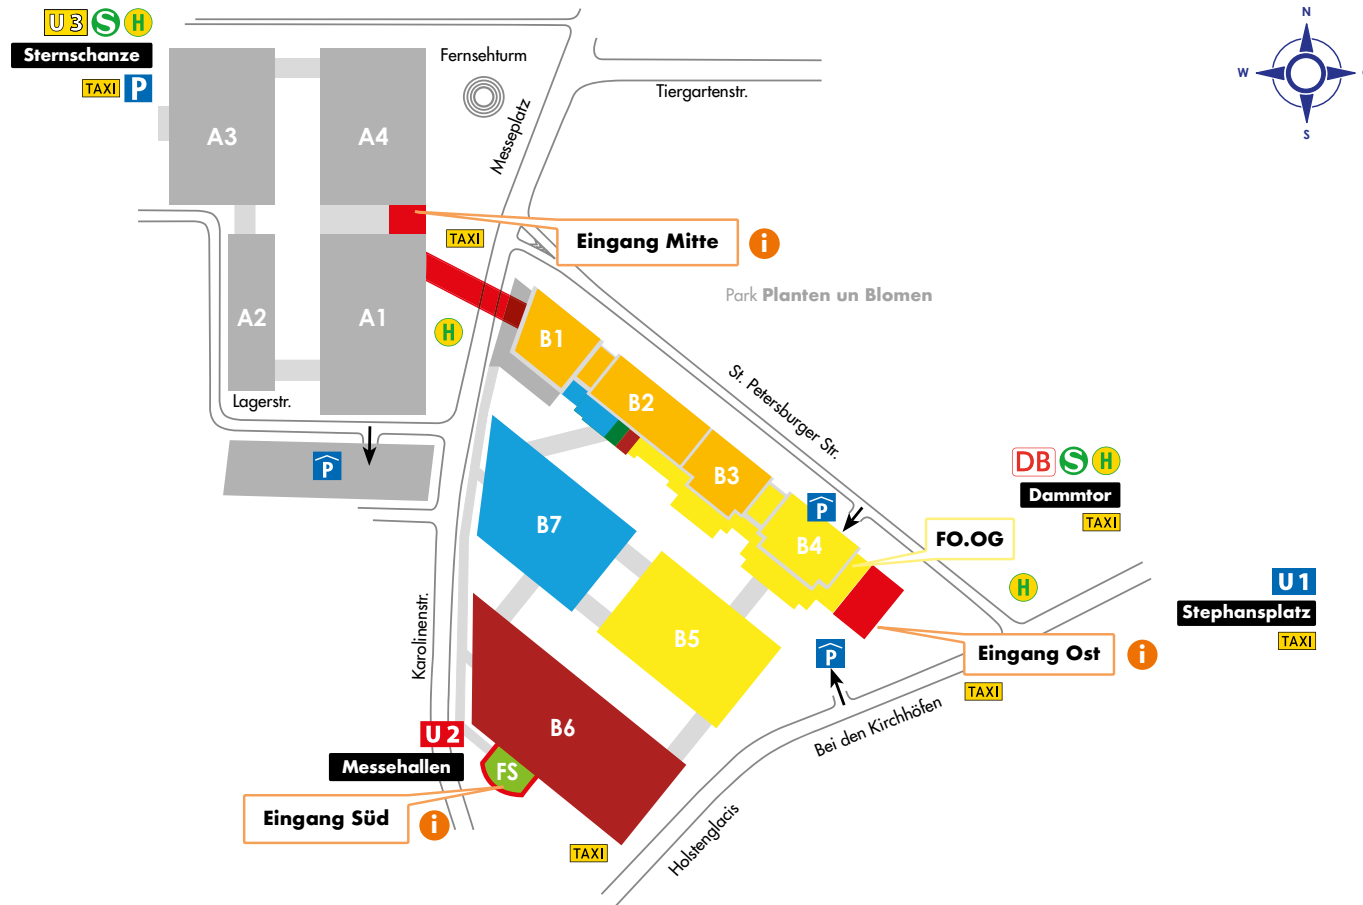 U3 S H
Sternschanze
TAXI P
Fernsehturm
Messeplatz
Tiergartenstr.
N
W
S
A3
A4
TAXI
Eingang Mitte
i
Park Planten un Blomen
A2
A1
H
B1
Lagerstr.
B2
St. Petersburger Str.
P
B3
P
DB S H
Dammtor
TAXI
B7
B4
FO.OG
H
U1
Stephansplatz
TAXI
Karolinenstr.
B5
P
Eingang Ost
i
TAXI
U2
Messehallen
B6
FS
Bei den Kirchhöfen
Eingang Süd
i
TAXI
Holstenglacis